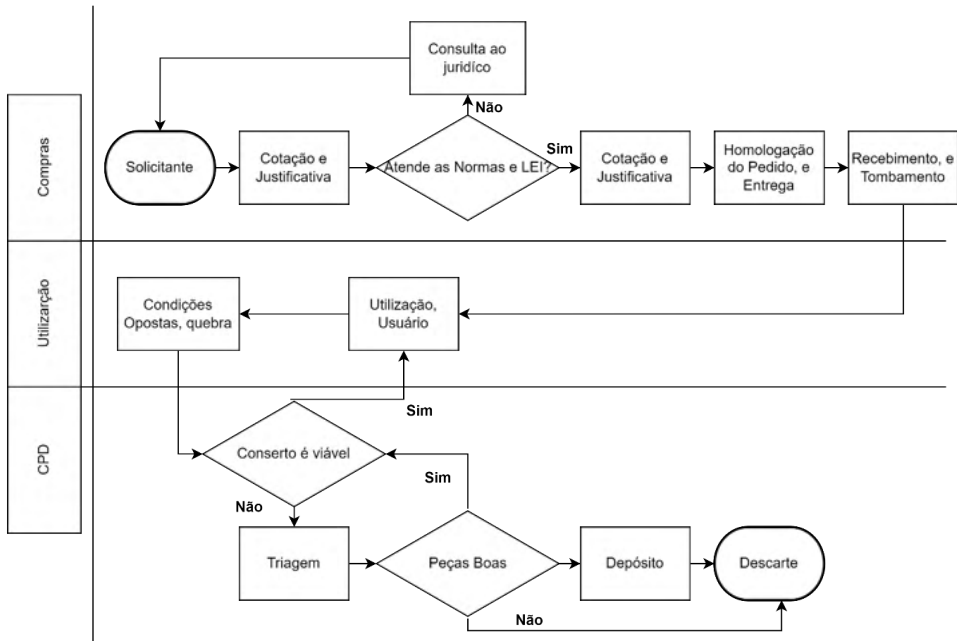 Compras
Consulta ao
juridíco
Não
Solicitante
Cotação e
Justificativa
Atende as Normas e LEI?
Sim
Cotação e
Justificativa
Homologação
do Pedido, e
Entrega
Recebimento, e
Tombamento
Utilizarção
Condições
Opostas, quebra
Utilização,
Usuário
CPD
Sim
Conserto é viável
Sim
Não
Triagem
Peças Boas
Depósito
Descarte
Não